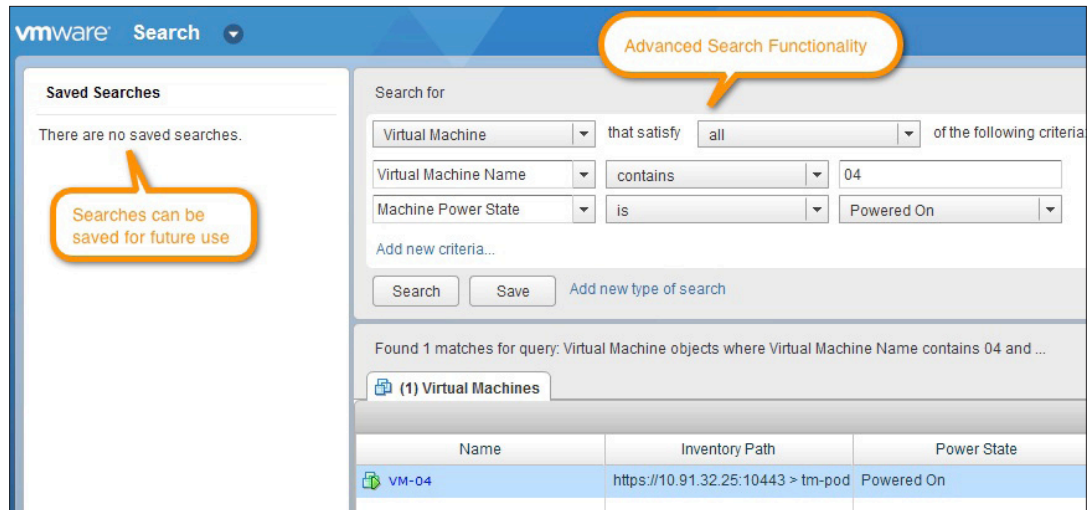 vmware Search
Advanced Search Functionality
Saved Searches
There are no saved searches.
Searches can be
saved for future use
Search for
Virtual Machine that satisfy all of the following criteria:
Virtual Machine Name contains 04
Machine Power State is Powered On
Add new criteria...
Search Save Add new type of search
Found 1 matches for query: Virtual Machine objects where Virtual Machine Name contains 04 and ...
(1) Virtual Machines
Name Inventory Path Power State
VM-04 https://10.91.32.25:10443 > tm-pod Powered On